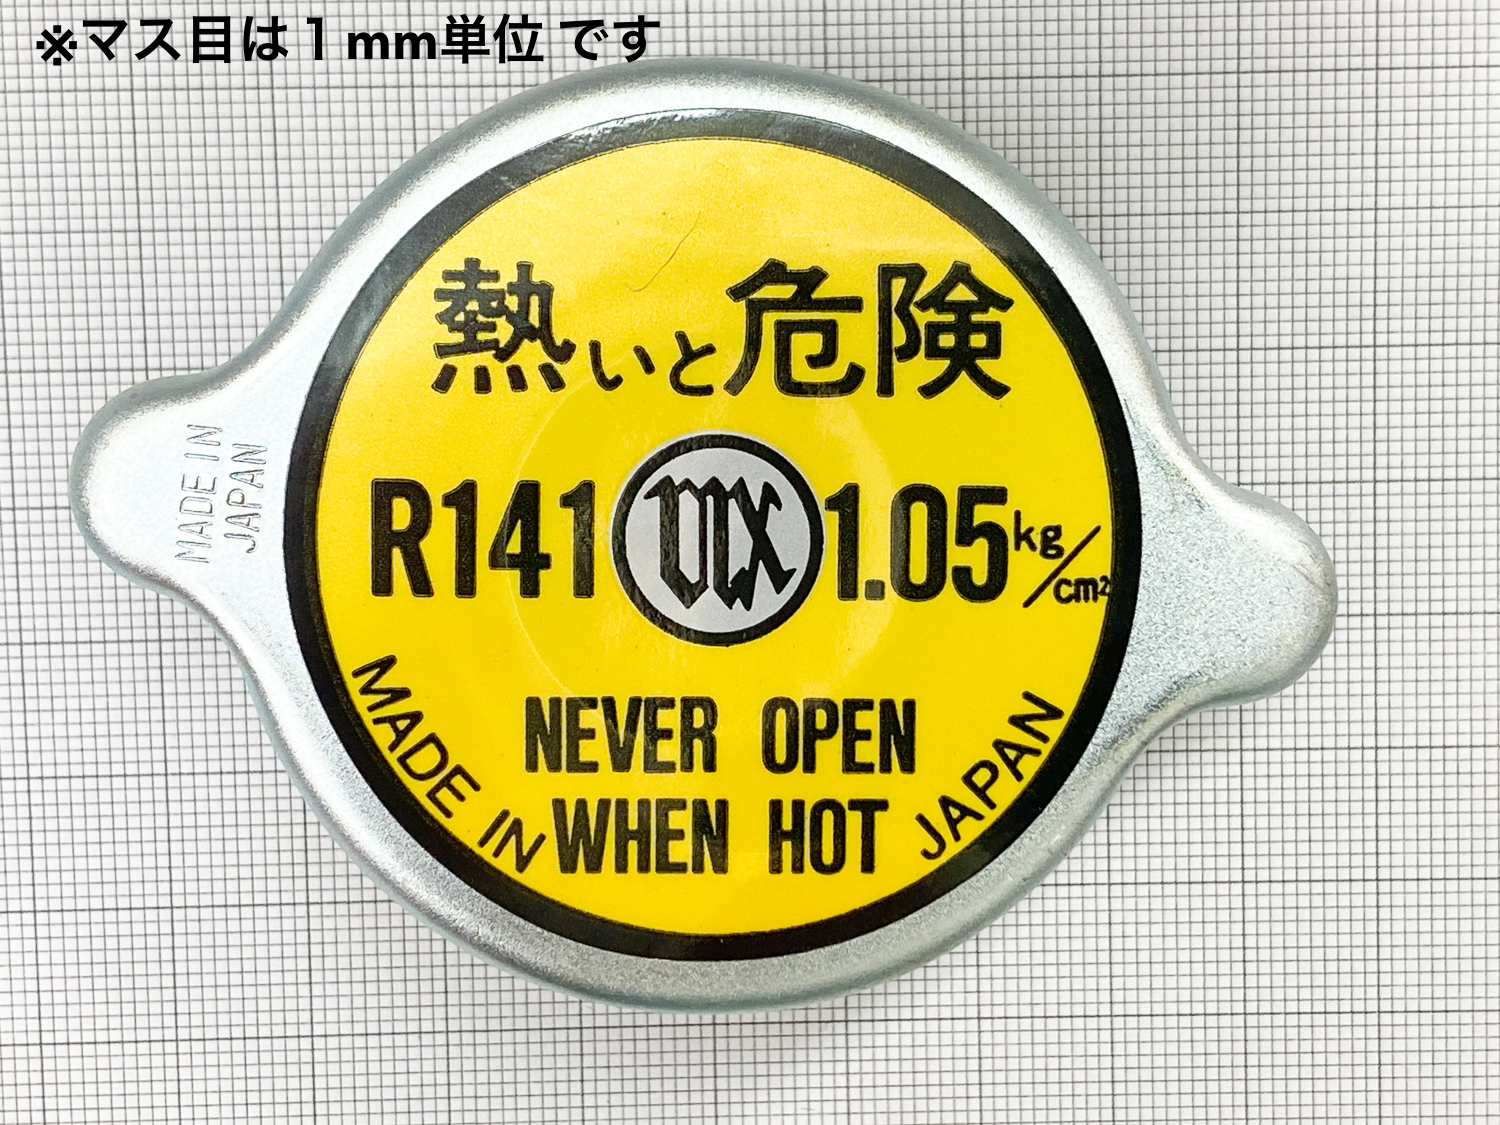 ※マス目は1mm単位 です
熱いと危険
R141
1.05kg/cm²
NEVER OPEN
WHEN HOT
MADE IN JAPAN
MADE IN
JAPAN